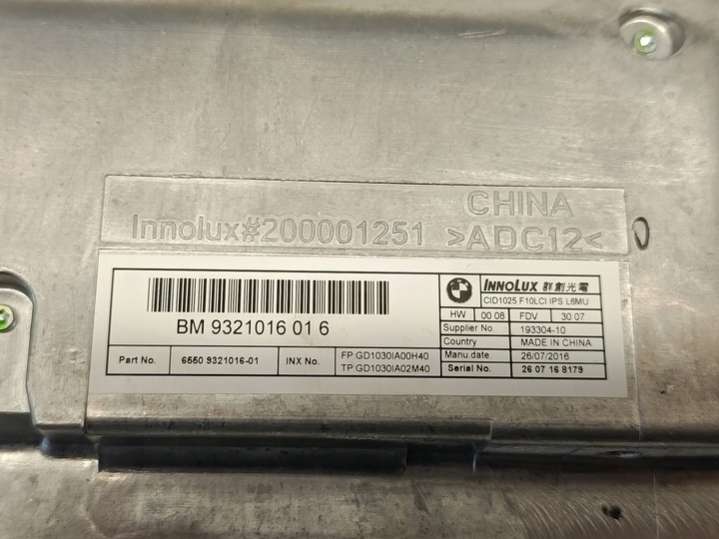 CHINA
Innolux#200001251 >ADC12<
BM 9321016 01 6
INNOLUX 群創光電
CID1025 F10LCI IPS L6MU
HW 00 08 FDV 30 07
Supplier No 193304-10
Country MADE IN CHINA
Manu.date 26/07/2016
Serial No. 26 07 16 8179
Part No. 6550 9321016-01 INX No. FP GD1030IA00H40
TP GD1030IA02M40